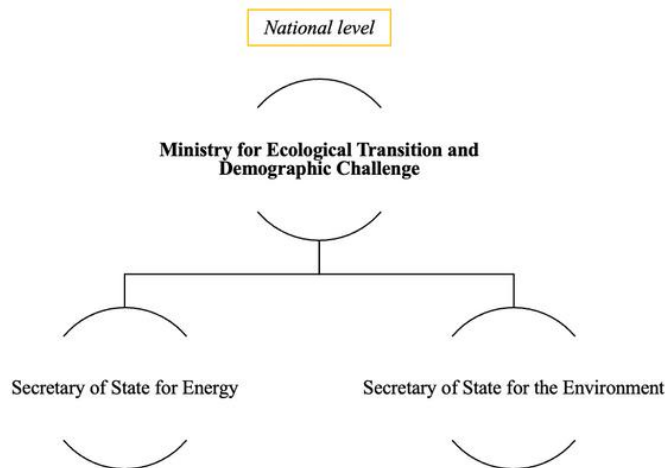 National level
Ministry for Ecological Transition and
Demographic Challenge
Secretary of State for Energy
Secretary of State for the Environment